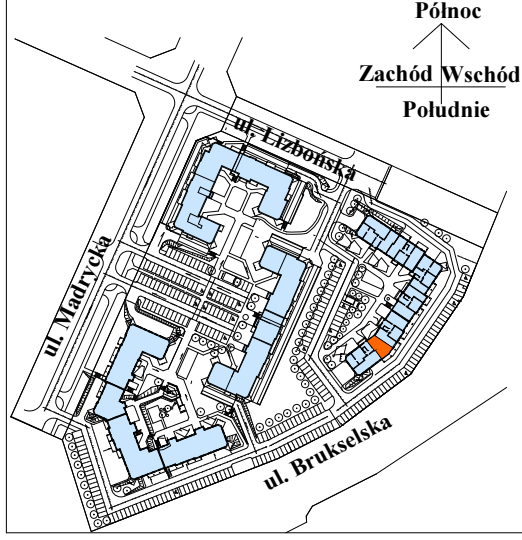 Północ
Zachód Wschód
Południe
ul. Lizbońska
ul. Madrycka
ul. Brukselska